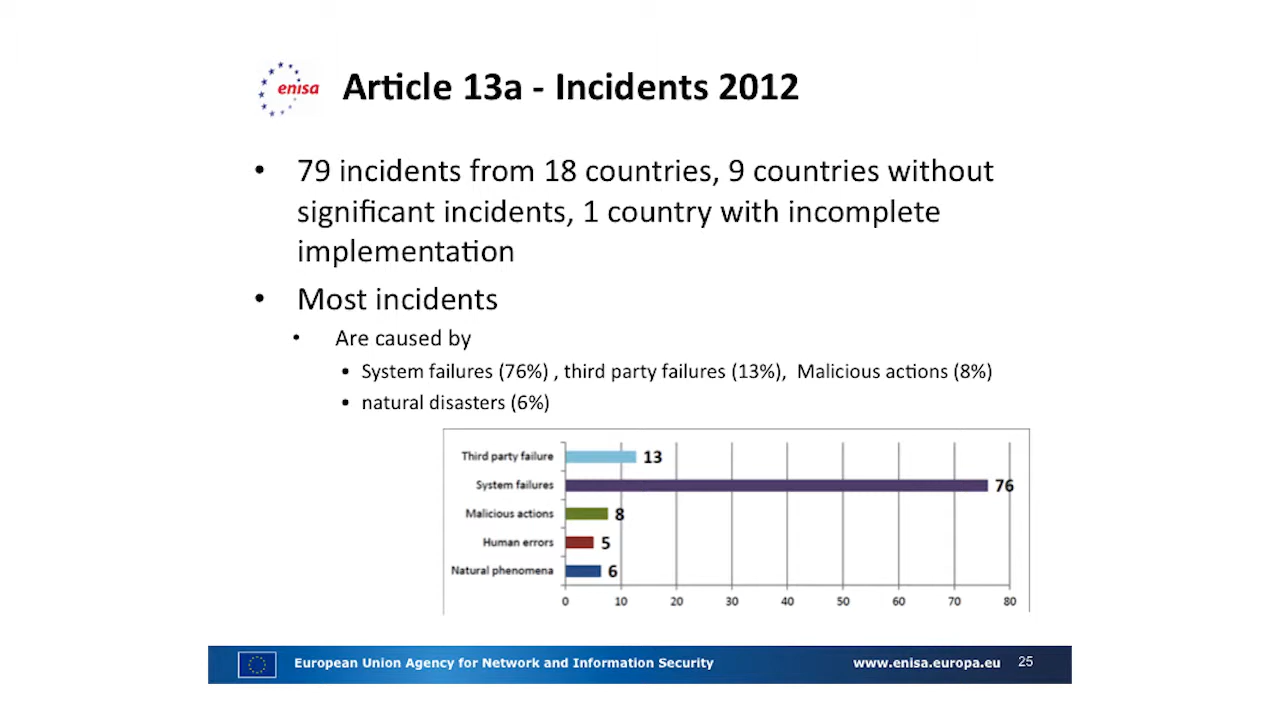 enisa
Article 13a - Incidents 2012
• 79 incidents from 18 countries, 9 countries without
significant incidents, 1 country with incomplete
implementation
• Most incidents
• Are caused by
• System failures (76%) , third party failures (13%), Malicious actions (8%)
• natural disasters (6%)
Third party failure 13
System failures 76
Malicious actions 8
Human errors 5
Natural phenomena 6
0 10 20 30 40 50 60 70 80
European Union Agency for Network and Information Security www.enisa.europa.eu 25